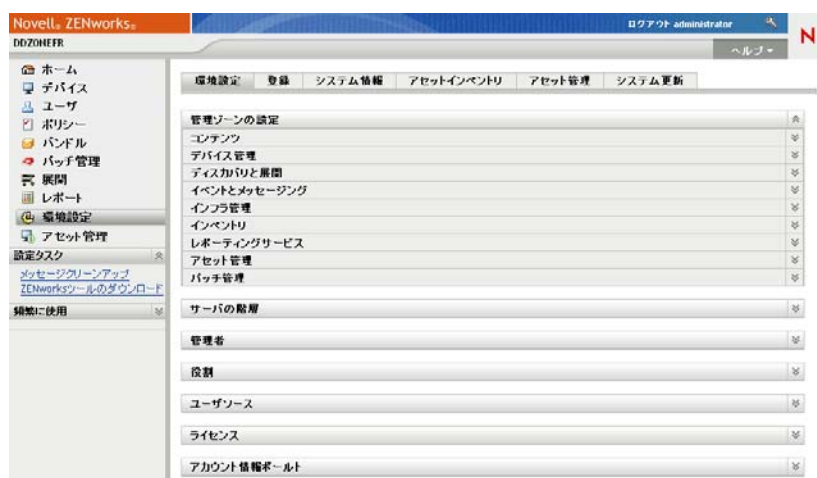 Novell® ZENworks®
ログアウト administrator
DDZONEFR
ヘルプ
N
ホーム
デバイス
ユーザ
ポリシー
バンドル
パッチ管理
展開
レポート
環境設定
アセット管理
設定タスク
メッセージクリーンアップ
ZENworksツールのダウンロード
頻繁に使用
環境設定 登録 システム情報 アセットインベントリ アセット管理 システム更新
管理ゾーンの設定
コンテンツ
デバイス管理
ディスカバリと展開
イベントとメッセージング
インフラ管理
インベントリ
レポーティングサービス
アセット管理
パッチ管理
サーバの階層
管理者
役割
ユーザソース
ライセンス
アカウント情報ボールト